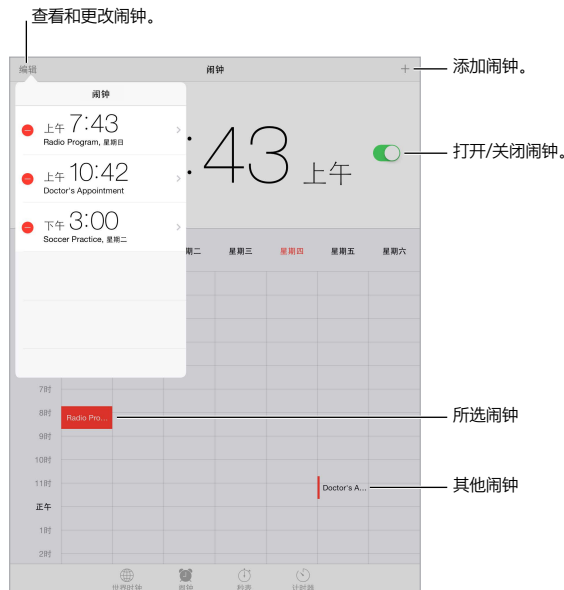 查看和更改闹钟。
编辑
闹钟
+
添加闹钟。
闹钟
上午 7:43
Radio Program, 星期日
上午 10:42
Doctor's Appointment
下午 3:00
Soccer Practice, 星期二
:43 上午
打开/关闭闹钟。
期二 星期三 星期四 星期五 星期六
7时
8时
Radio Pro...
所选闹钟
9时
10时
11时
Doctor's A...
其他闹钟
正午
1时
2时
世界时钟 闹钟 秒表 计时器